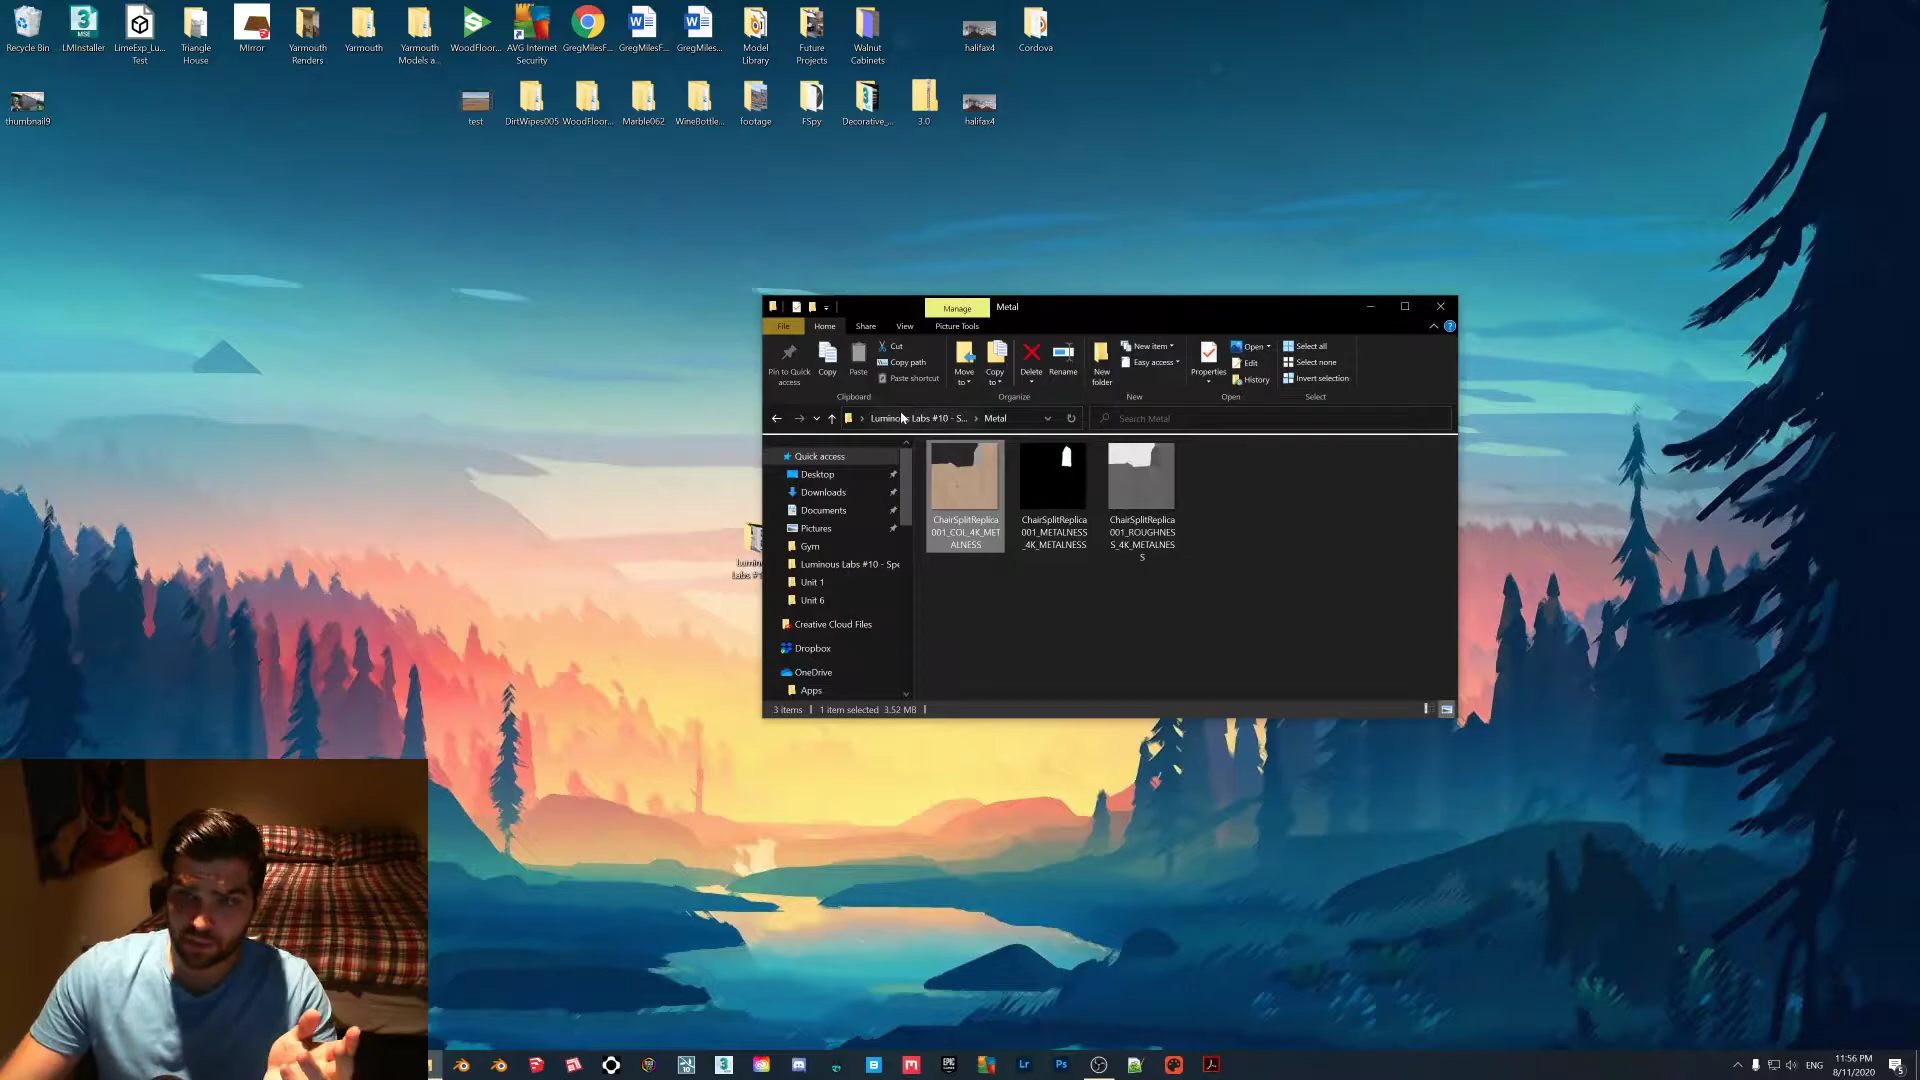 Recycle Bin
LMInstaller
LimeExp_Lu...
Test
Triangle
House
MIrror
Yarmouth
Renders
Yarmouth
Yarmouth
Models a...
WoodFloor...
AVG Internet
Security
GregMilesF...
GregMilesF...
GregMiles...
Model
Library
Future
Projects
Walnut
Cabinets
halifax4
Cordova
thumbnail9
test
DirtWipes005
WoodFloor...
Marble062
WineBottle...
footage
FSpy
Decorative_...
3.0
halifax4
Manage
Metal
File
Home
Share
View
Picture Tools
Pin to Quick
access
Copy
Paste
Cut
Copy path
Paste shortcut
Move
to
Copy
to
Delete
Rename
New
folder
New item
Easy access
Properties
Open
Edit
History
Select all
Select none
Invert selection
Clipboard
Organize
New
Open
Select
Luminous Labs #10 - S...
Metal
Search Metal
Quick access
Desktop
Downloads
Documents
Pictures
Gym
Luminous Labs #10 - Spe
Unit 1
Unit 6
Creative Cloud Files
Dropbox
OneDrive
Apps
ChairSplitReplica
001_COL_4K_MET
ALNESS
ChairSplitReplica
001_METALNESS
_4K_METALNESS
ChairSplitReplica
001_ROUGHNES
S_4K_METALNES
S
3 items
1 item selected 3.52 MB
ENG
11:56 PM
8/11/2020